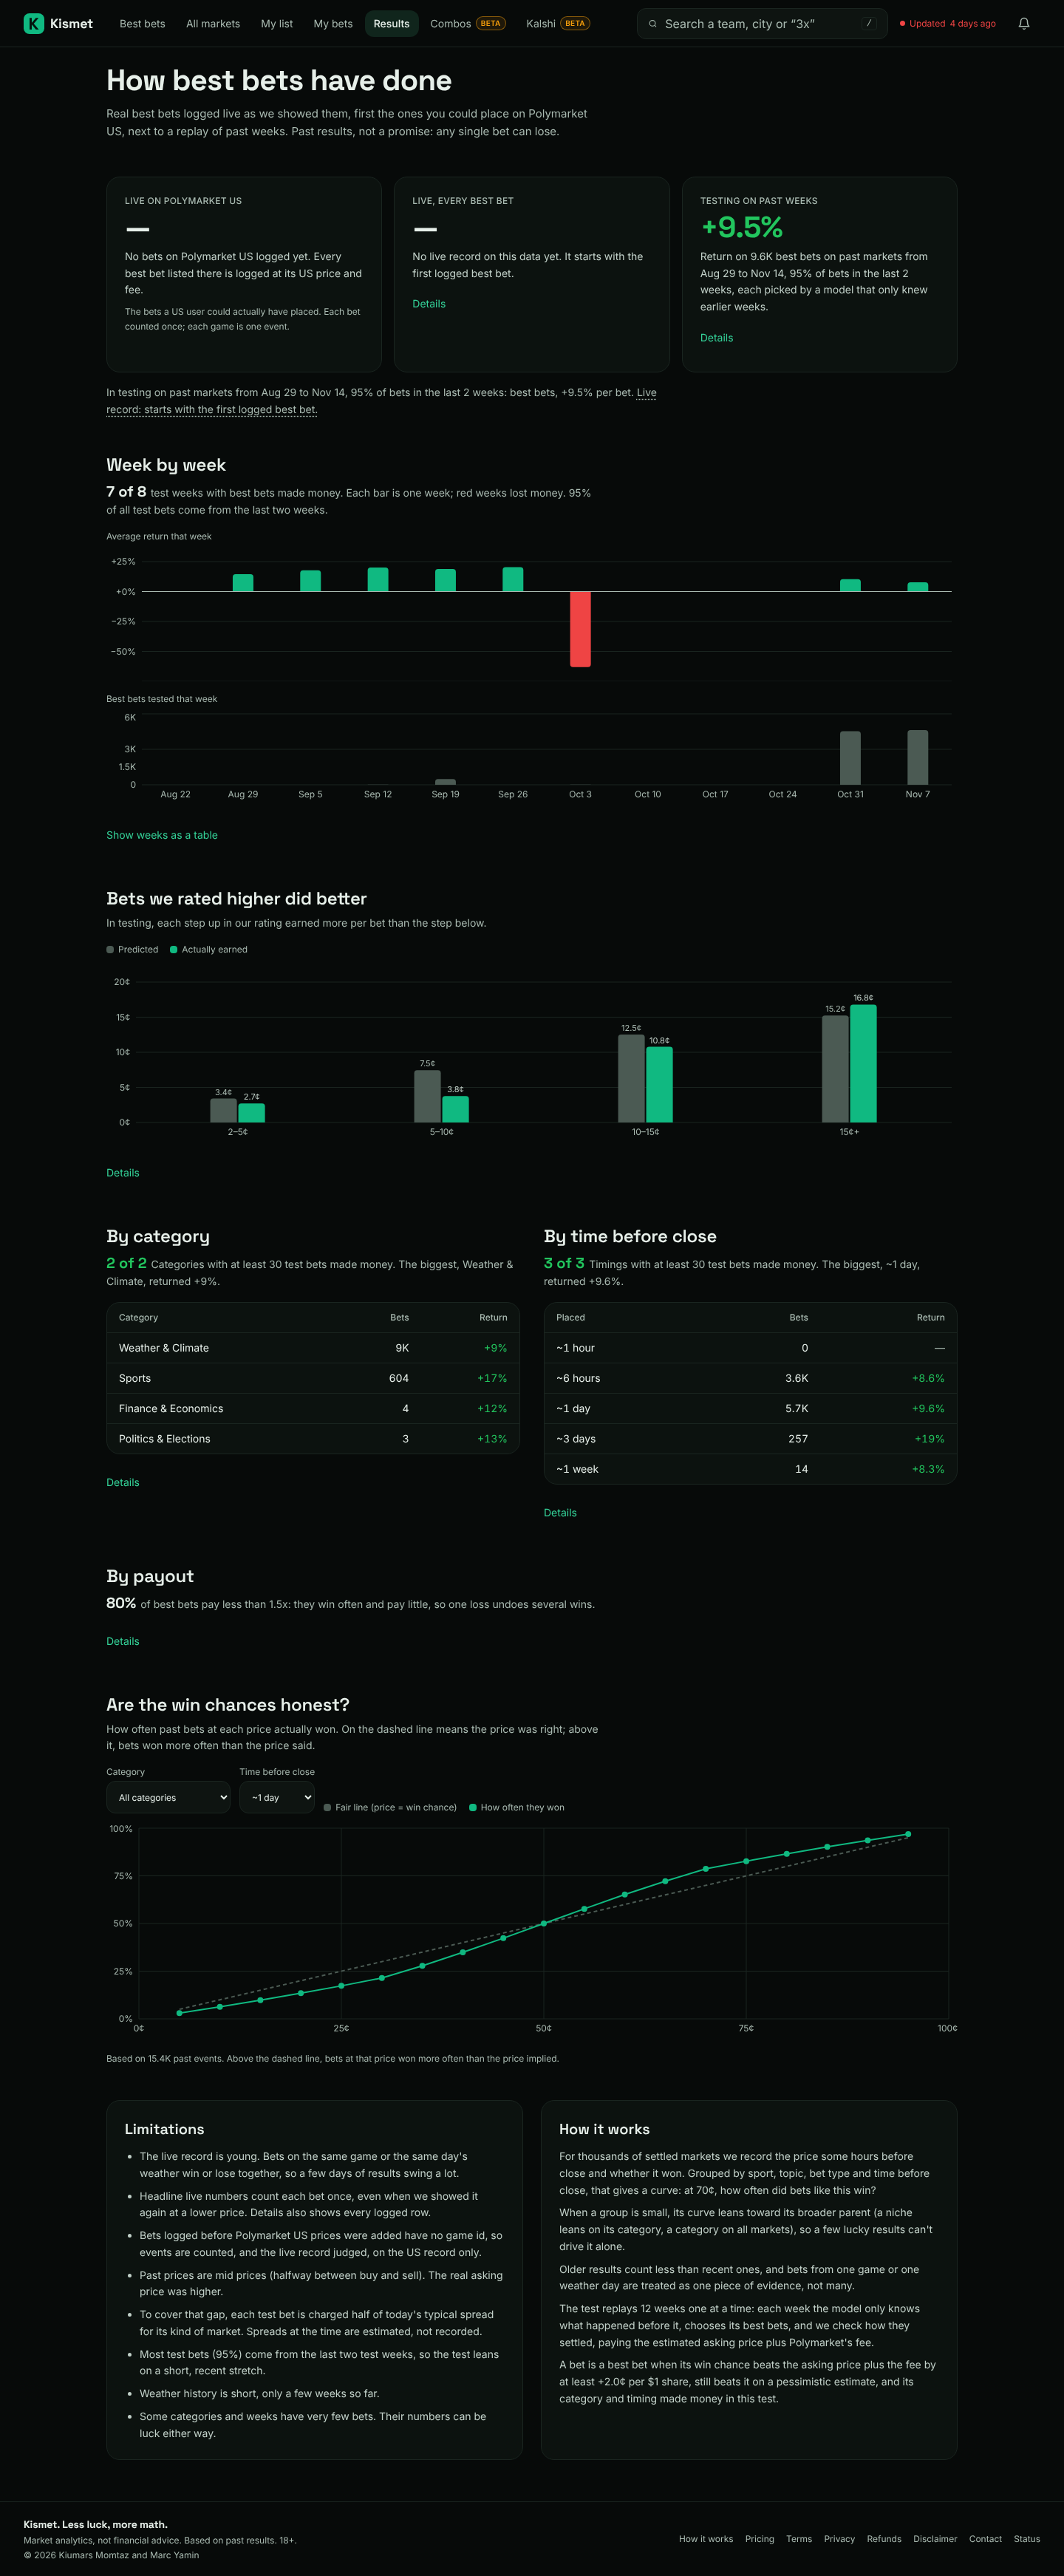 K Kismet
Best bets
All markets
My list
My bets
Results
Combos BETA
Kalshi BETA
Search a team, city or “3x” /
Updated 4 days ago
How best bets have done
Real best bets logged live as we showed them, first the ones you could place on Polymarket
US, next to a replay of past weeks. Past results, not a promise: any single bet can lose.
LIVE ON POLYMARKET US
—
No bets on Polymarket US logged yet. Every
best bet listed there is logged at its US price and
fee.
The bets a US user could actually have placed. Each bet
counted once; each game is one event.
LIVE, EVERY BEST BET
—
No live record on this data yet. It starts with the
first logged best bet.
Details
TESTING ON PAST WEEKS
+9.5%
Return on 9.6K best bets on past markets from
Aug 29 to Nov 14, 95% of bets in the last 2
weeks, each picked by a model that only knew
earlier weeks.
Details
In testing on past markets from Aug 29 to Nov 14, 95% of bets in the last 2 weeks: best bets, +9.5% per bet. Live
record: starts with the first logged best bet.
Week by week
7 of 8 test weeks with best bets made money. Each bar is one week; red weeks lost money. 95%
of all test bets come from the last two weeks.
Average return that week
+25%
+0%
−25%
−50%
Best bets tested that week
6K
3K
1.5K
0
Aug 22 Aug 29 Sep 5 Sep 12 Sep 19 Sep 26 Oct 3 Oct 10 Oct 17 Oct 24 Oct 31 Nov 7
Show weeks as a table
Bets we rated higher did better
In testing, each step up in our rating earned more per bet than the step below.
Predicted Actually earned
20¢
15¢
10¢
5¢
0¢
3.4¢ 2.7¢
7.5¢ 3.8¢
12.5¢ 10.8¢
15.2¢ 16.8¢
2–5¢ 5–10¢ 10–15¢ 15¢+
Details
By category
2 of 2 Categories with at least 30 test bets made money. The biggest, Weather &
Climate, returned +9%.
Category Bets Return
Weather & Climate 9K +9%
Sports 604 +17%
Finance & Economics 4 +12%
Politics & Elections 3 +13%
Details
By time before close
3 of 3 Timings with at least 30 test bets made money. The biggest, ~1 day,
returned +9.6%.
Placed Bets Return
~1 hour 0 —
~6 hours 3.6K +8.6%
~1 day 5.7K +9.6%
~3 days 257 +19%
~1 week 14 +8.3%
Details
By payout
80% of best bets pay less than 1.5x: they win often and pay little, so one loss undoes several wins.
Details
Are the win chances honest?
How often past bets at each price actually won. On the dashed line means the price was right; above
it, bets won more often than the price said.
Category
All categories
Time before close
~1 day
Fair line (price = win chance) How often they won
100%
75%
50%
25%
0%
0¢ 25¢ 50¢ 75¢ 100¢
Based on 15.4K past events. Above the dashed line, bets at that price won more often than the price implied.
Limitations
• The live record is young. Bets on the same game or the same day's
weather win or lose together, so a few days of results swing a lot.
• Headline live numbers count each bet once, even when we showed it
again at a lower price. Details also shows every logged row.
• Bets logged before Polymarket US prices were added have no game id, so
events are counted, and the live record judged, on the US record only.
• Past prices are mid prices (halfway between buy and sell). The real asking
price was higher.
• To cover that gap, each test bet is charged half of today's typical spread
for its kind of market. Spreads at the time are estimated, not recorded.
• Most test bets (95%) come from the last two test weeks, so the test leans
on a short, recent stretch.
• Weather history is short, only a few weeks so far.
• Some categories and weeks have very few bets. Their numbers can be
luck either way.
How it works
For thousands of settled markets we record the price some hours before
close and whether it won. Grouped by sport, topic, bet type and time before
close, that gives a curve: at 70¢, how often did bets like this win?
When a group is small, its curve leans toward its broader parent (a niche
leans on its category, a category on all markets), so a few lucky results can't
drive it alone.
Older results count less than recent ones, and bets from one game or one
weather day are treated as one piece of evidence, not many.
The test replays 12 weeks one at a time: each week the model only knows
what happened before it, chooses its best bets, and we check how they
settled, paying the estimated asking price plus Polymarket's fee.
A bet is a best bet when its win chance beats the asking price plus the fee by
at least +2.0¢ per $1 share, still beats it on a pessimistic estimate, and its
category and timing made money in this test.
Kismet. Less luck, more math.
Market analytics, not financial advice. Based on past results. 18+.
© 2026 Kiumars Momtaz and Marc Yamin
How it works Pricing Terms Privacy Refunds Disclaimer Contact Status